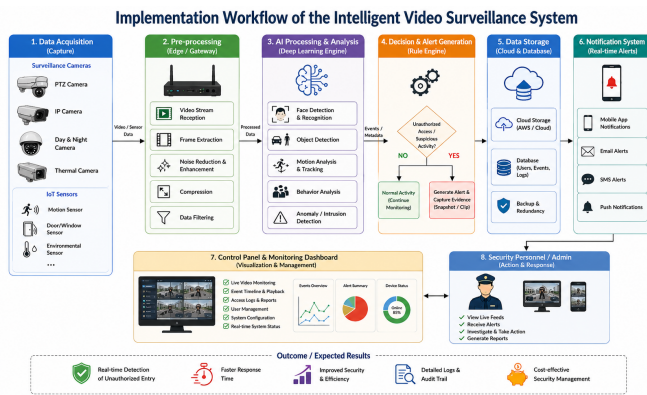 Implementation Workflow of the Intelligent Video Surveillance System
1. Data Acquisition
(Capture)
Surveillance Cameras
PTZ Camera
IP Camera
Day & Night
Camera
Thermal Camera
IoT Sensors
Motion Sensor
Door/Window
Sensor
Environmental
Sensor
...
Video / Sensor
Data
2. Pre-processing
(Edge / Gateway)
Video Stream
Reception
Frame Extraction
Noise Reduction &
Enhancement
Compression
Data Filtering
Processed
Data
3. AI Processing & Analysis
(Deep Learning Engine)
Face Detection
& Recognition
Object Detection
Motion Analysis
& Tracking
Behavior Analysis
Anomaly / Intrusion
Detection
Events /
Metadata
4. Decision & Alert Generation
(Rule Engine)
Unauthorized
Access /
Suspicious
Activity?
NO
YES
Normal Activity
(Continue
Monitoring)
Generate Alert &
Capture Evidence
(Snapshot / Clip)
5. Data Storage
(Cloud & Database)
Cloud Storage
(AWS / Cloud)
Database
(Users, Events,
Logs)
Backup &
Redundancy
6. Notification System
(Real-time Alerts)
Mobile App
Notifications
Email Alerts
SMS Alerts
Push Notifications
7. Control Panel & Monitoring Dashboard
(Visualization & Management)
Live Video Monitoring
Event Timeline & Playback
Access Logs & Reports
User Management
System Configuration
Real-time System Status
Events Overview
Alert Summary
Device Status
Online
85%
8. Security Personnel / Admin
(Action & Response)
View Live Feeds
Receive Alerts
Investigate & Take Action
Generate Reports
Outcome / Expected Results
Real-time Detection
of Unauthorized Entry
Faster Response
Time
Improved Security
& Efficiency
Detailed Logs &
Audit Trail
Cost-effective
Security Management